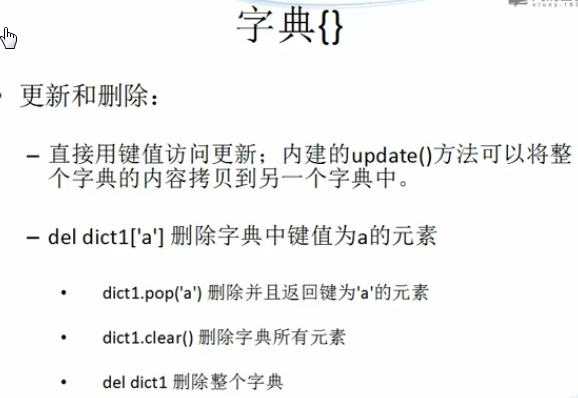 字典{}
• 更新和删除：
– 直接用键值访问更新；内建的update()方法可以将整
个字典的内容拷贝到另一个字典中。
– del dict1['a'] 删除字典中键值为a的元素
• dict1.pop('a') 删除并且返回键为'a'的元素
• dict1.clear() 删除字典所有元素
• del dict1 删除整个字典